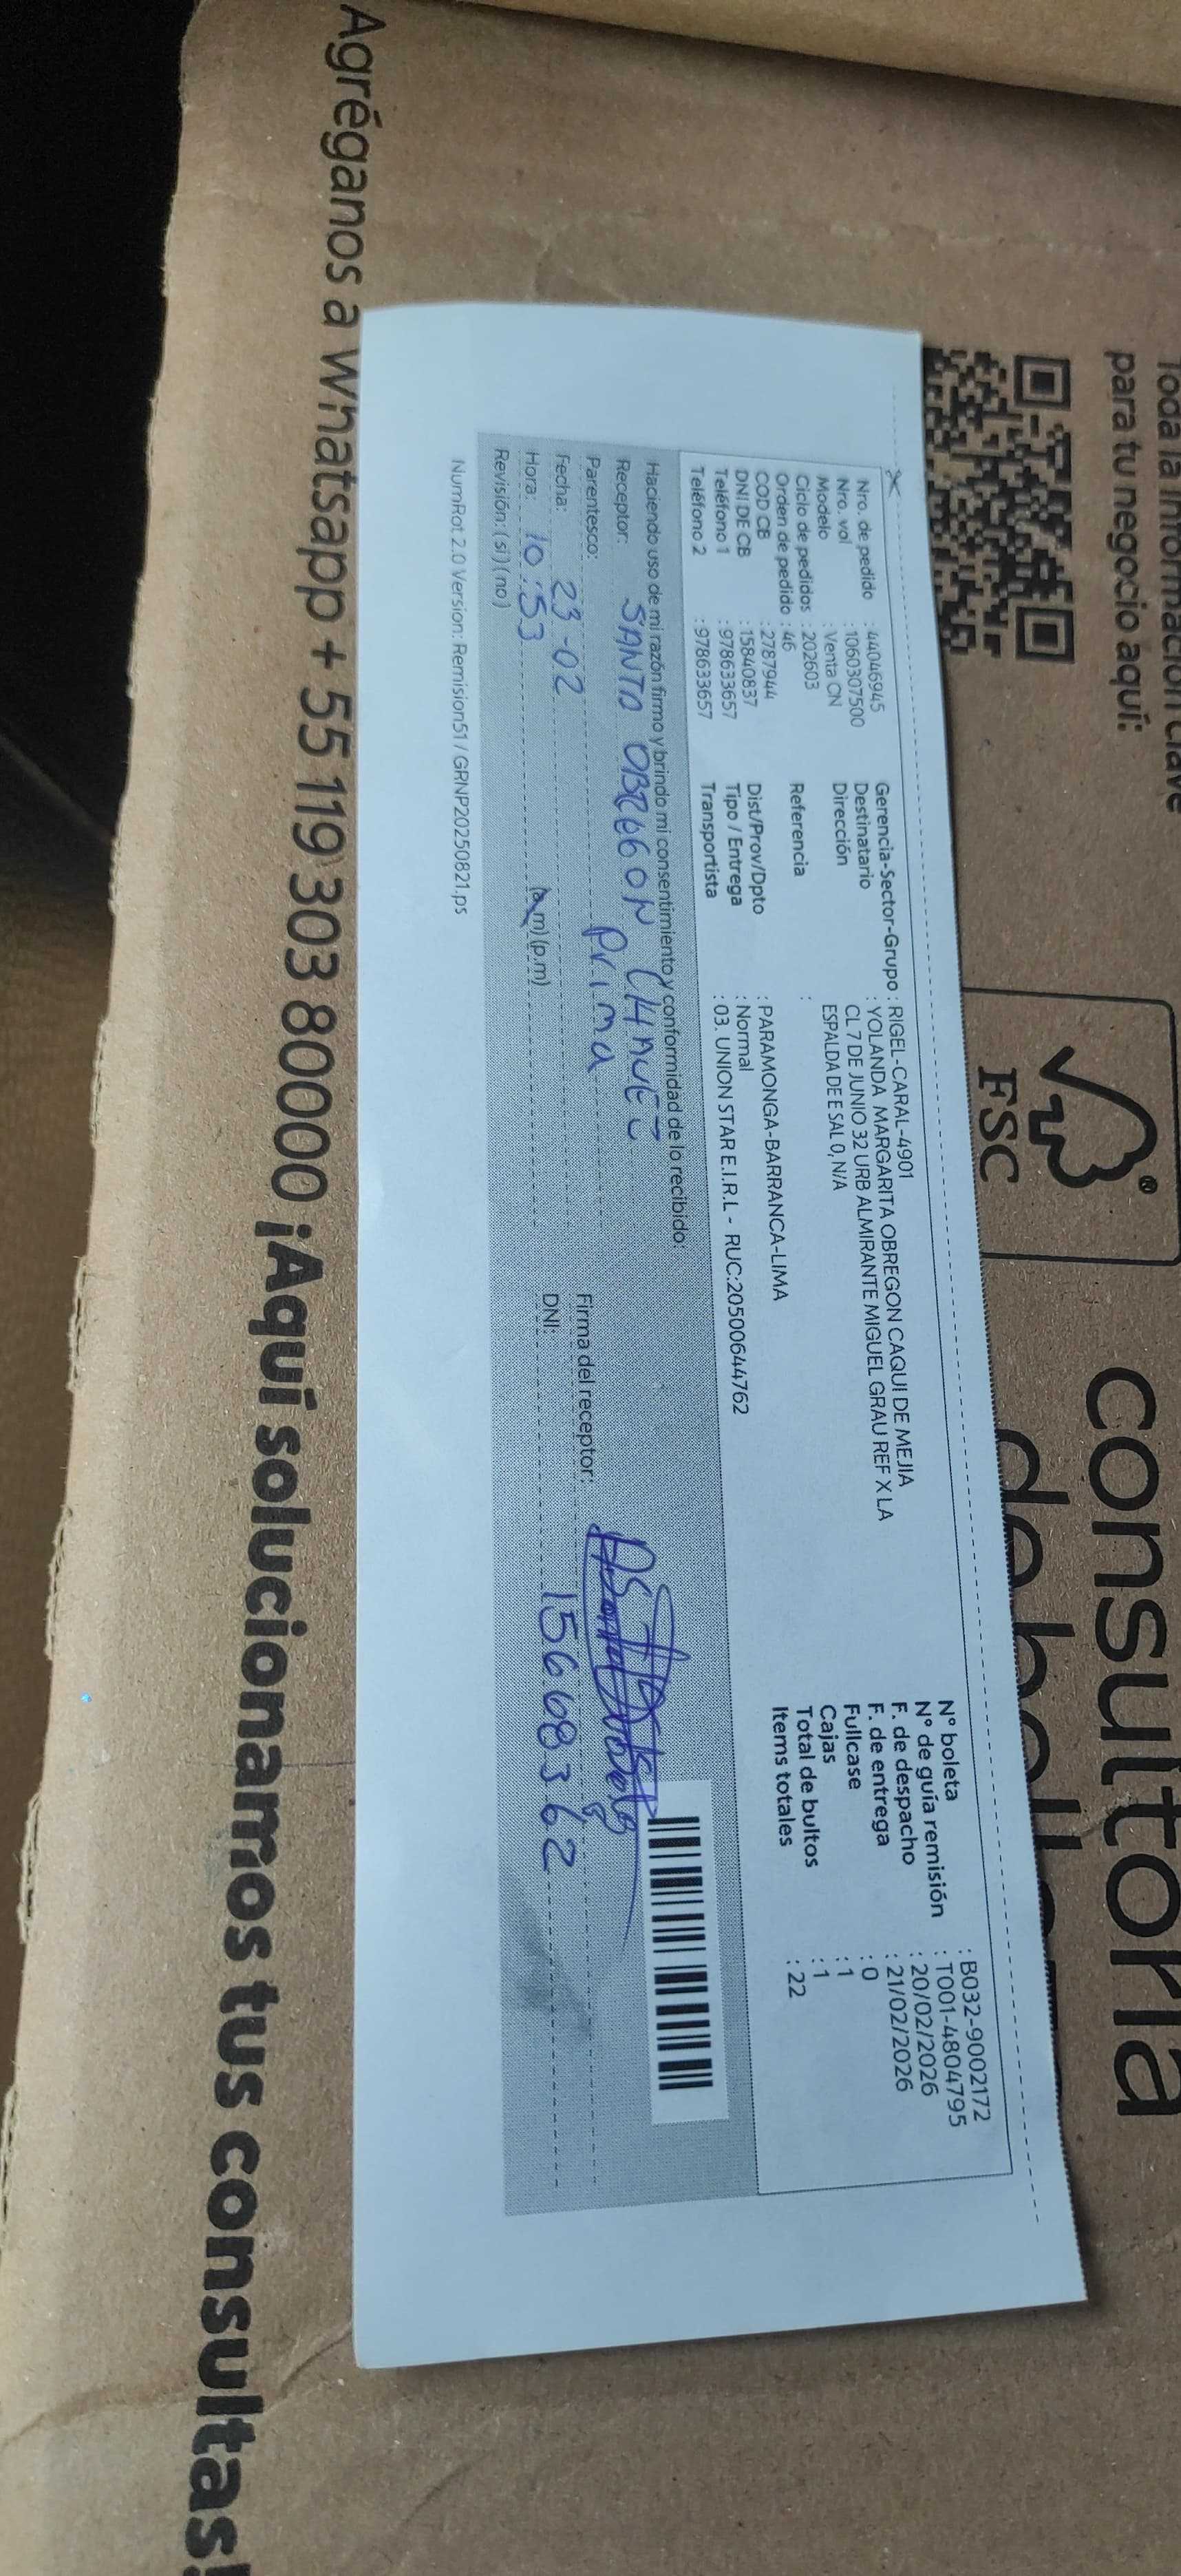 Toda la información clave
para tu negocio aquí:
FSC
®
consultoría
de
Nro. de pedido : 44046945
Nro. vol : 1060307500
Modelo : Venta CN
Ciclo de pedidos : 202603
Orden de pedido : 46
COD CB : 2787944
DNI DE CB : 15840837
Teléfono 1 : 978633657
Teléfono 2 : 978633657
Gerencia-Sector-Grupo : RIGEL-CARAL-4901
Destinatario : YOLANDA MARGARITA OBREGON CAQUI DE MEJIA
Dirección CL 7 DE JUNIO 32 URB ALMIRANTE MIGUEL GRAU REF X LA
ESPALDA DE E SAL 0, N/A
Referencia :
Dist/Prov/Dpto : PARAMONGA-BARRANCA-LIMA
Tipo / Entrega : Normal
Transportista : 03. UNION STAR E.I.R.L - RUC:20500644762
N° boleta : B032-9002172
N° de guía remisión : T001-4804795
F. de despacho : 20/02/2026
F. de entrega : 21/02/2026
Fullcase : 0
Cajas : 1
Total de bultos : 1
Items totales : 22
Haciendo uso de mi razón firmo y brindo mi consentimiento y conformidad de lo recibido:
Receptor: SANTO OBREGON
Parentesco: Prima
Fecha: 23-02
Hora: 10:53 (a.m) (p.m)
Revisión: (si) (no)
Firma del receptor:
DNI: 15668362
NumRot 2.0 Version: Remision51 / GRNP20250821.ps
Agréganos a Whatsapp + 55 119 303 80000 ¡Aquí solucionamos tus consultas!